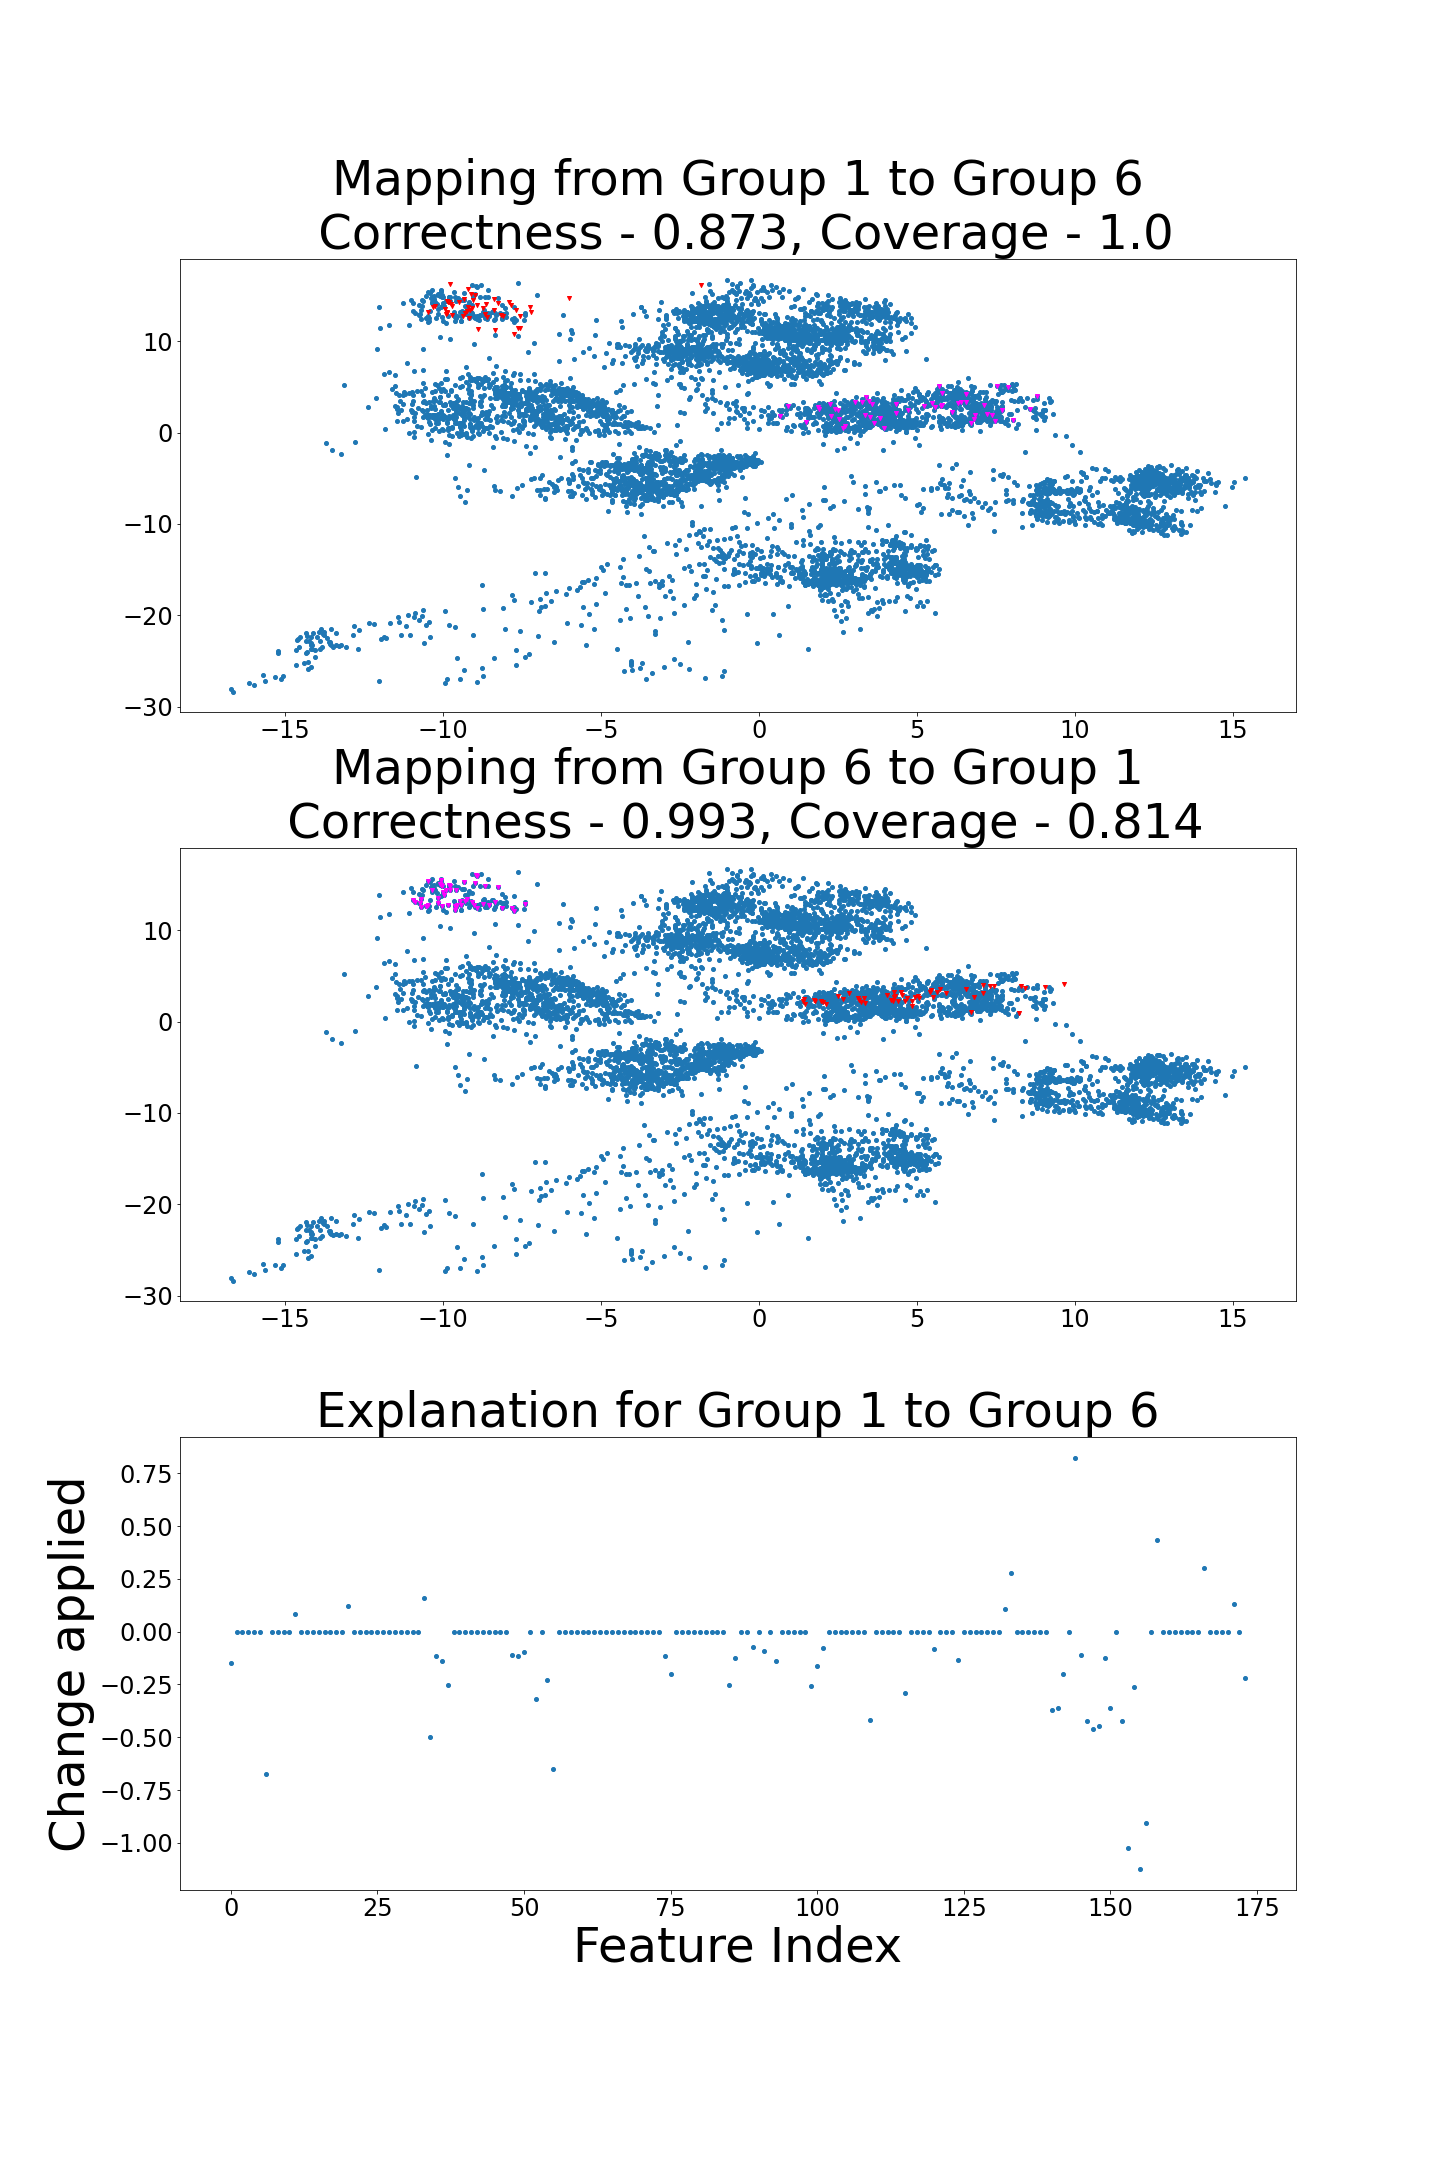 Mapping from Group 1 to Group 6
Correctness - 0.873, Coverage - 1.0
10
0
−10
−20
−30
−15 −10 −5 0 5 10 15
Mapping from Group 6 to Group 1
Correctness - 0.993, Coverage - 0.814
10
0
−10
−20
−30
−15 −10 −5 0 5 10 15
Explanation for Group 1 to Group 6
Change applied
0.75
0.50
0.25
0.00
−0.25
−0.50
−0.75
−1.00
0 25 50 75 100 125 150 175
Feature Index